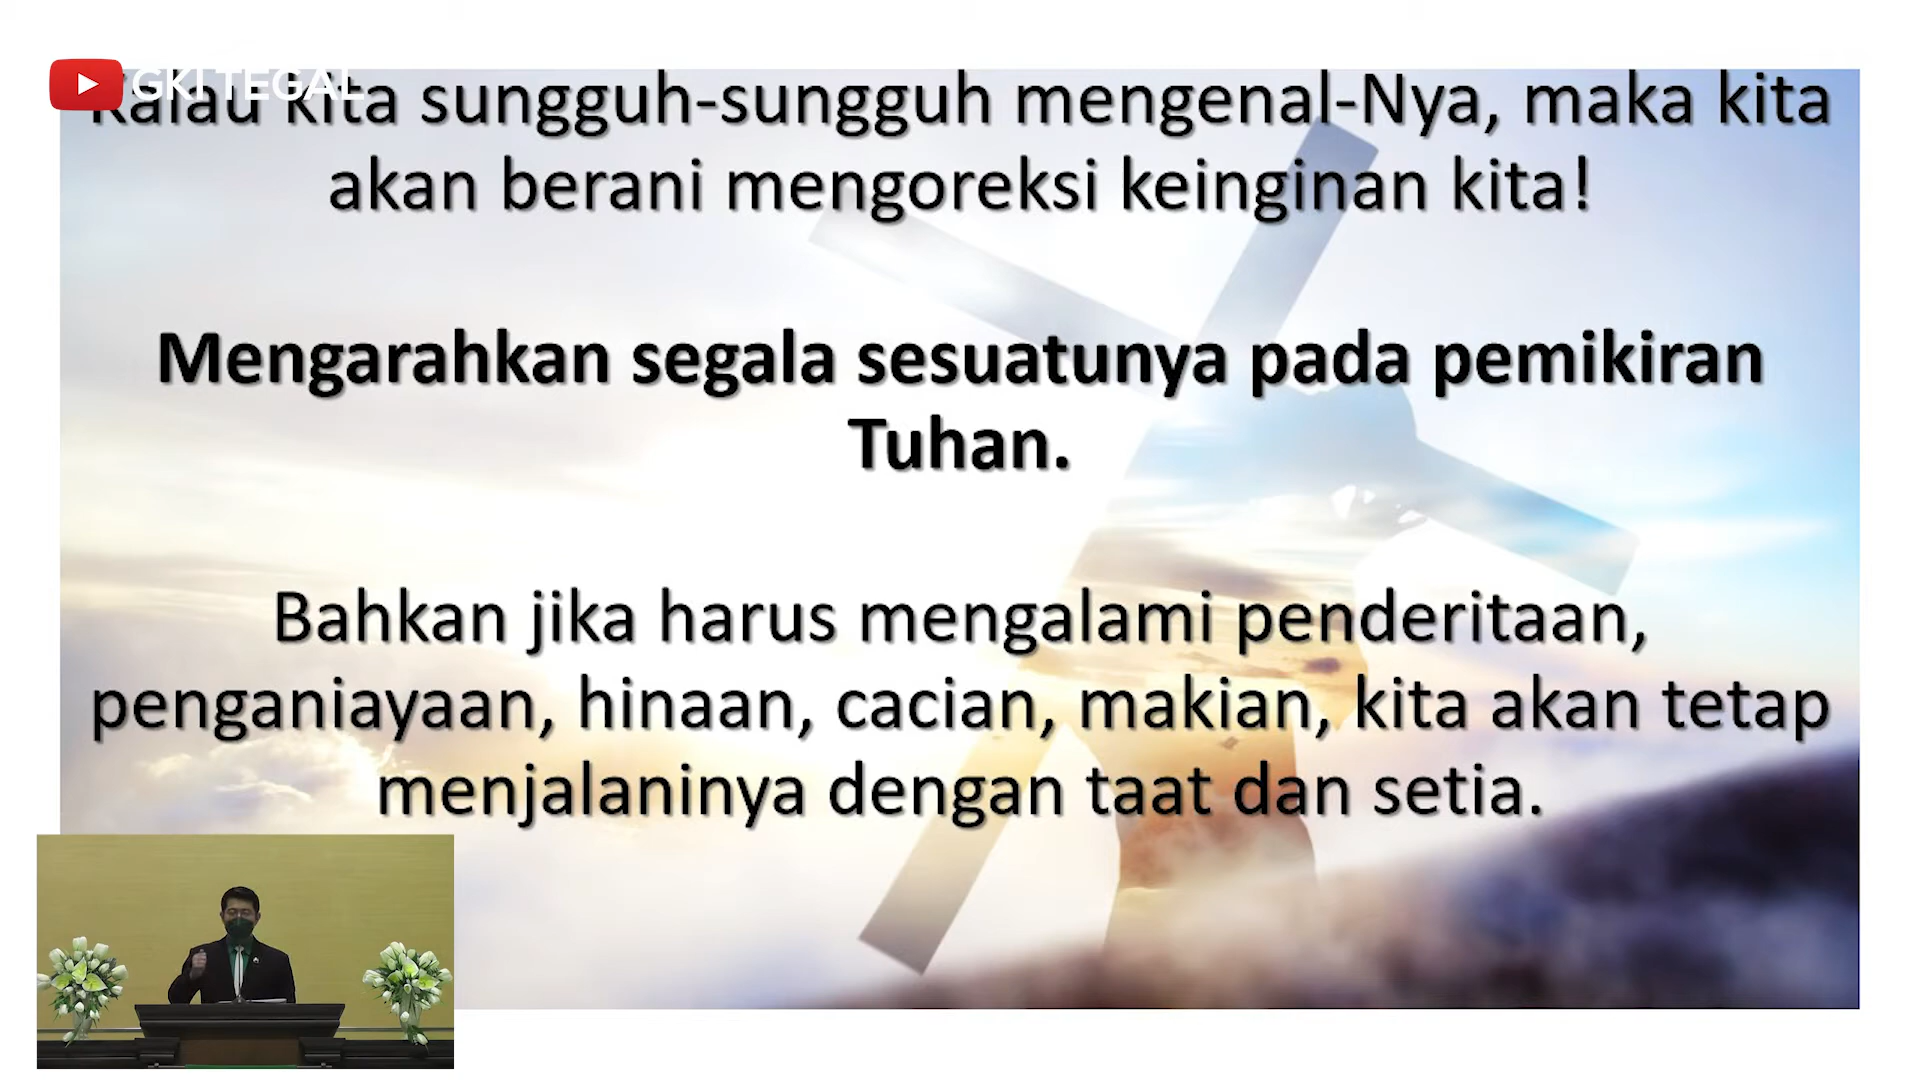 GKI TEGAL
Kalau kita sungguh-sungguh mengenal-Nya, maka kita
akan berani mengoreksi keinginan kita!
Mengarahkan segala sesuatunya pada pemikiran
Tuhan.
Bahkan jika harus mengalami penderitaan,
penganiayaan, hinaan, cacian, makian, kita akan tetap
menjalaninya dengan taat dan setia.